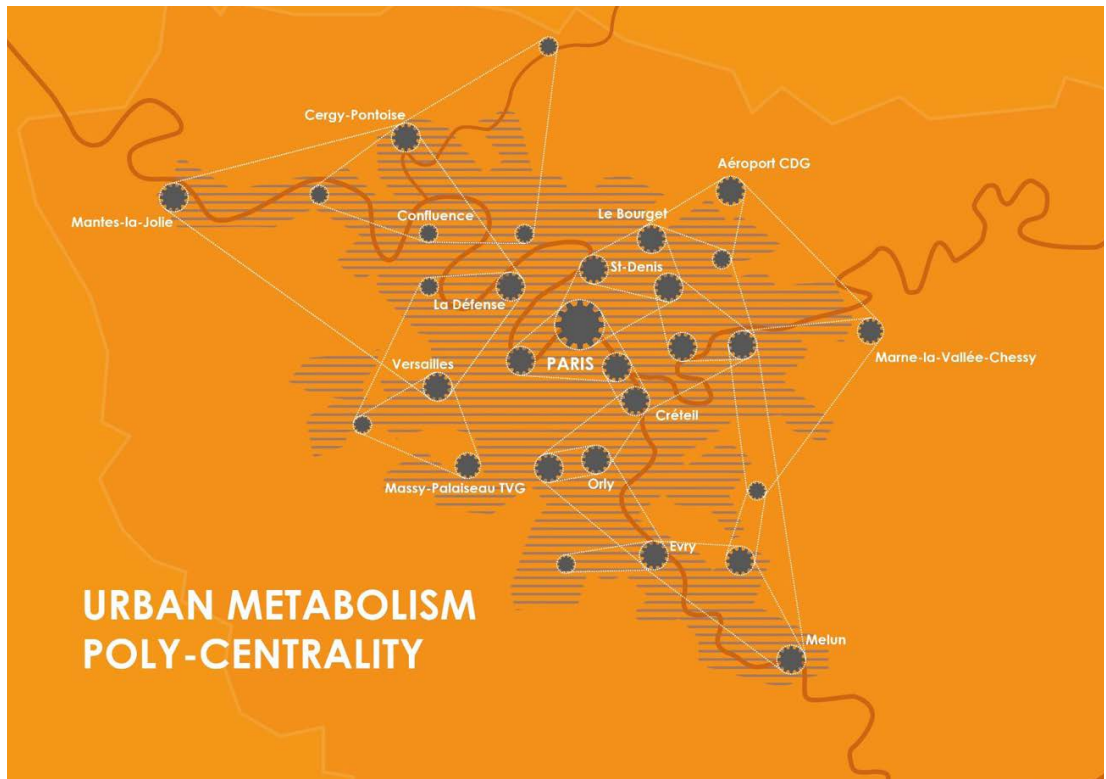 Cergy-Pontoise
Aéroport CDG
Mantes-la-Jolie
Confluence
Le Bourget
St-Denis
La Défense
PARIS
Marne-la-Vallée-Chessy
Versailles
Créteil
Massy-Palaiseau TVG
Orly
Evry
URBAN METABOLISM
POLY-CENTRALITY
Melun